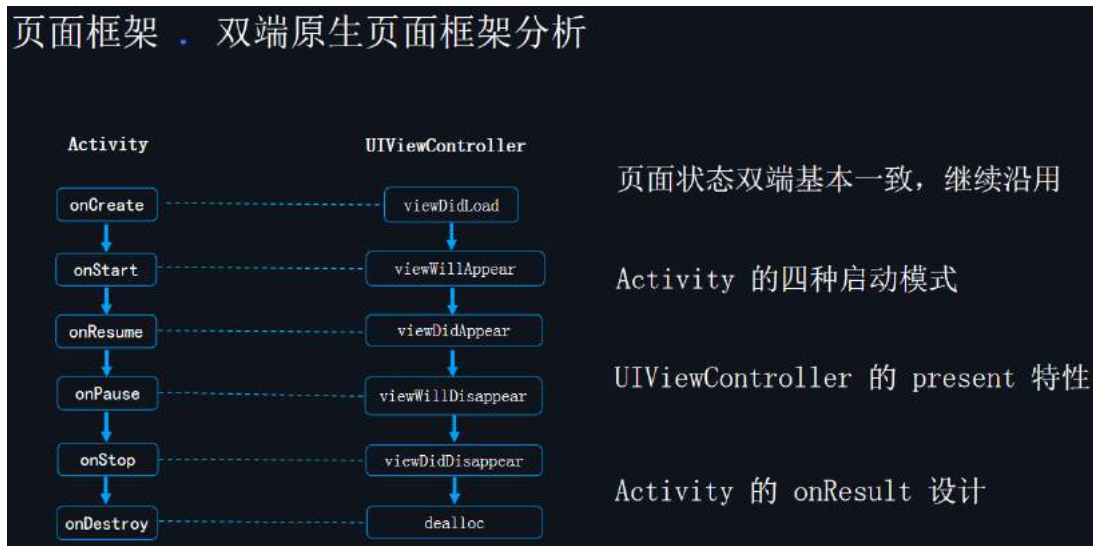 页面框架 . 双端原生页面框架分析
Activity
UIViewController
onCreate
viewDidLoad
onStart
viewWillAppear
onResume
viewDidAppear
onPause
viewWillDisappear
onStop
viewDidDisappear
onDestroy
dealloc
页面状态双端基本一致，继续沿用
Activity 的四种启动模式
UIViewController 的 present 特性
Activity 的 onResult 设计